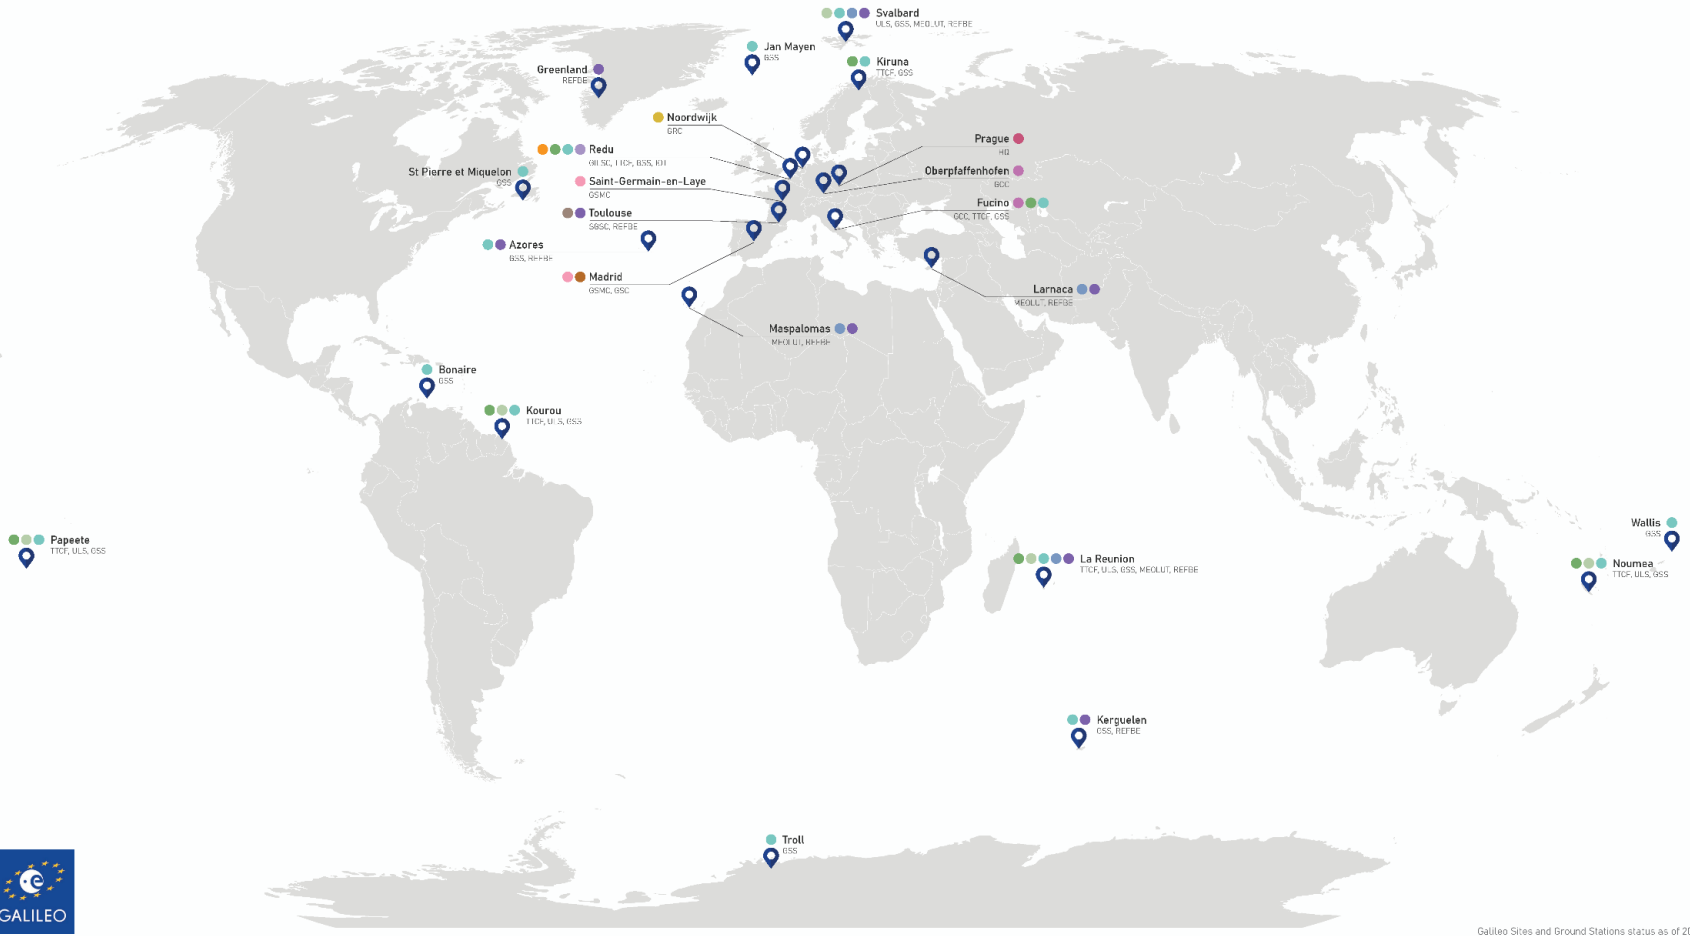 Svalbard
ULS, GSS, MEOLUT, REFBE
Jan Mayen
GSS
Kiruna
TTCF, GSS
Greenland
REFBE
Noordwijk
GRC
Prague
HQ
Redu
TTCF, GSS, IOT
Oberpfaffenhofen
GCC
St Pierre et Miquelon
GSS
Saint-Germain-en-Laye
GSMC
Fucino
GCC, TTCF, GSS
Toulouse
SGSC, REFBE
Azores
GSS, REFBE
Madrid
GSMC, GSC
Larnaca
MEOLUT, REFBE
Maspalomas
MEOLUT, REFBE
Bonaire
GSS
Kourou
TTCF, ULS, GSS
Wallis
GSS
Papeete
TTCF, ULS, GSS
La Reunion
TTCF, ULS, GSS, MEOLUT, REFBE
Noumea
TTCF, ULS, GSS
Kerguelen
GSS, REFBE
Troll
GSS
GALILEO
Galileo Sites and Ground Stations status as of 20